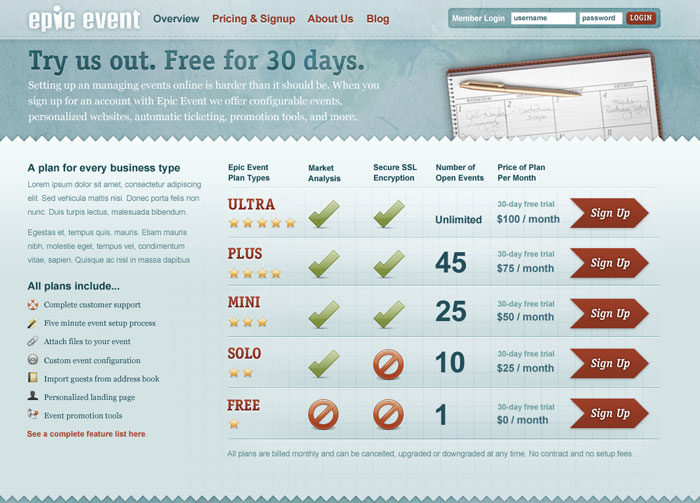 epic event
Overview Pricing & Signup About Us Blog
Member Login username password LOGIN
Try us out. Free for 30 days.
Setting up an managing events online is harder than it should be. When you
sign up for an account with Epic Event we offer configurable events,
personalized websites, automatic ticketing, promotion tools, and more.
WEDNESDAY
A plan for every business type
Lorem ipsum dolor sit amet, consectetur adipiscing
elit. Sed vehicula mattis nisi. Donec porta felis non
nunc. Duis turpis lectus, malesuada bibendum.
Egestas et, tempus quis, mauris. Etiam mauris
nibh, molestie eget, tempus vel, condimentum
vitae, sapien. Quisque ac nisl in massa dapibus
All plans include...
Complete customer support
Five minute event setup process
Attach files to your event
Custom event configuration
Import guests from address book
Personalized landing page
Event promotion tools
See a complete feature list here.
Epic Event Market Secure SSL Number of Price of Plan
Plan Types Analysis Encryption Open Events Per Month
ULTRA Unlimited 30-day free trial Sign Up
$100 / month
PLUS 45 30-day free trial Sign Up
$75 / month
MINI 25 30-day free trial Sign Up
$50 / month
SOLO 10 30-day free trial Sign Up
$25 / month
FREE 1 30-day free trial Sign Up
$0 / month
All plans are billed monthly and can be cancelled, upgraded or downgraded at any time. No contract and no setup fees.